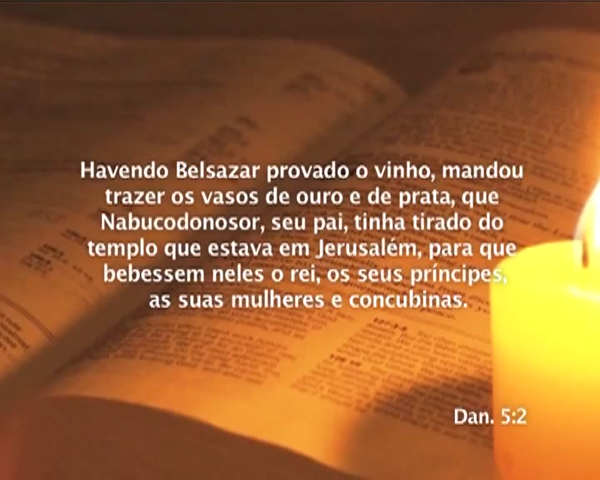 Havendo Belsazar provado o vinho, mandou
trazer os vasos de ouro e de prata, que
Nabucodonosor, seu pai, tinha tirado do
templo que estava em Jerusalém, para que
bebessem neles o rei, os seus príncipes,
as suas mulheres e concubinas.
Dan. 5:2